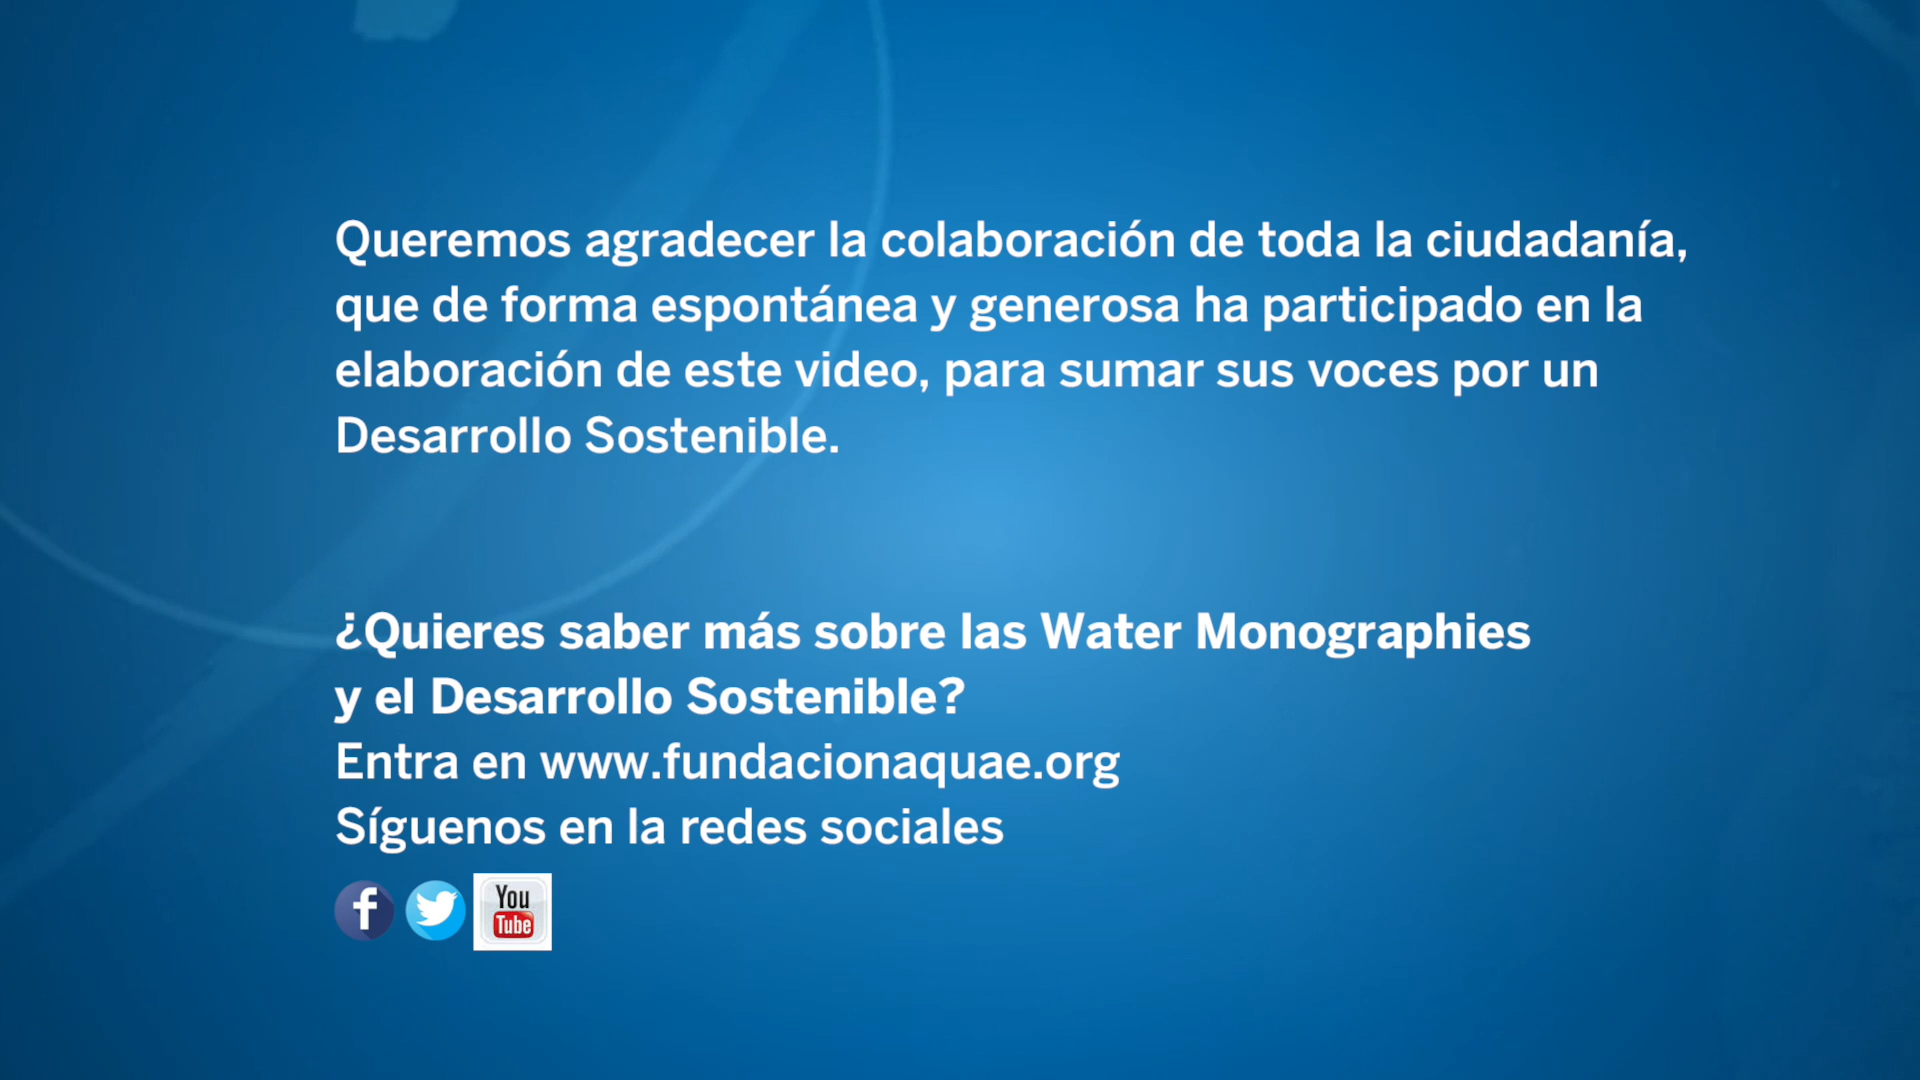 Queremos agradecer la colaboración de toda la ciudadanía,
que de forma espontánea y generosa ha participado en la
elaboración de este video, para sumar sus voces por un
Desarrollo Sostenible.
¿Quieres saber más sobre las Water Monographies
y el Desarrollo Sostenible?
Entra en www.fundacionaquae.org
Síguenos en la redes sociales
f
You
Tube